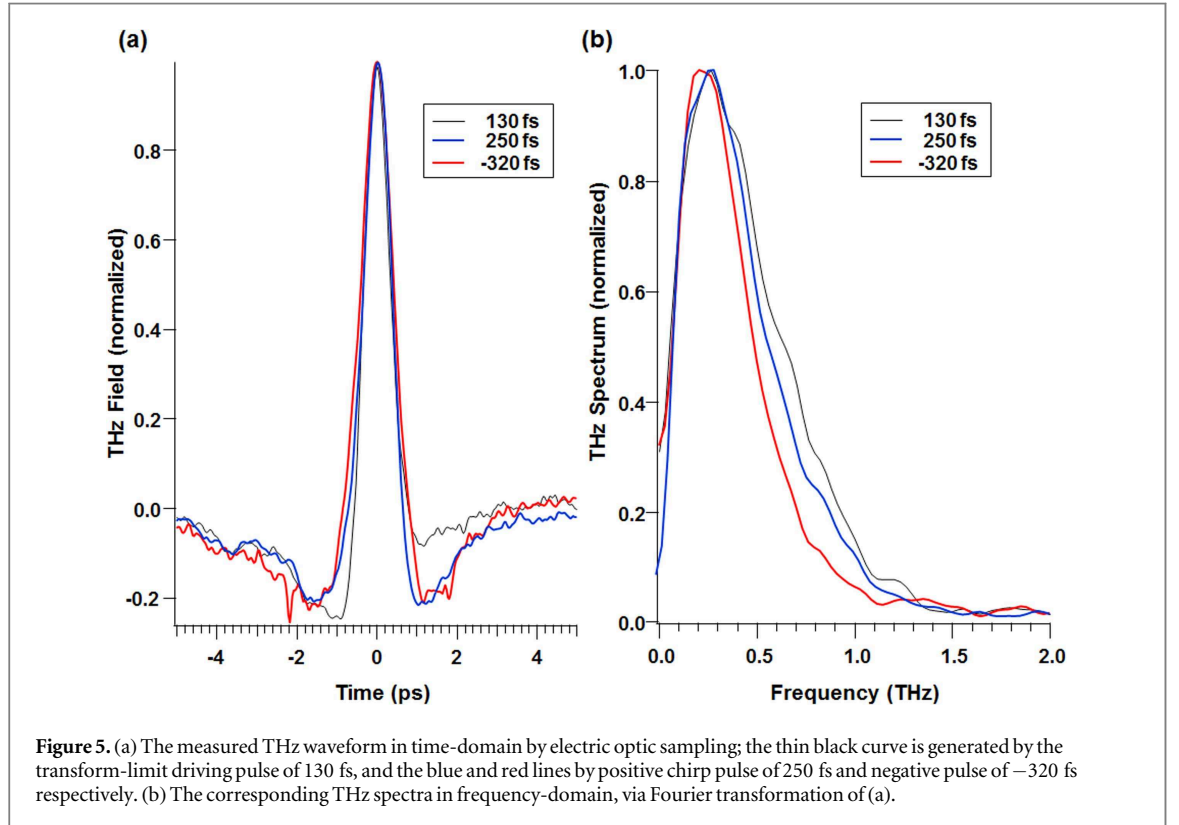 (a)
THz Field (normalized)
0.8
0.6
0.4
0.2
0.0
-0.2
-4
-2
0
2
4
Time (ps)
130 fs
250 fs
-320 fs
(b)
THz Spectrum (normalized)
1.0
0.8
0.6
0.4
0.2
0.0
0.0
0.5
1.0
1.5
2.0
Frequency (THz)
130 fs
250 fs
-320 fs
Figure 5. (a) The measured THz waveform in time-domain by electric optic sampling; the thin black curve is generated by the
transform-limit driving pulse of 130 fs, and the blue and red lines by positive chirp pulse of 250 fs and negative pulse of −320 fs
respectively. (b) The corresponding THz spectra in frequency-domain, via Fourier transformation of (a).